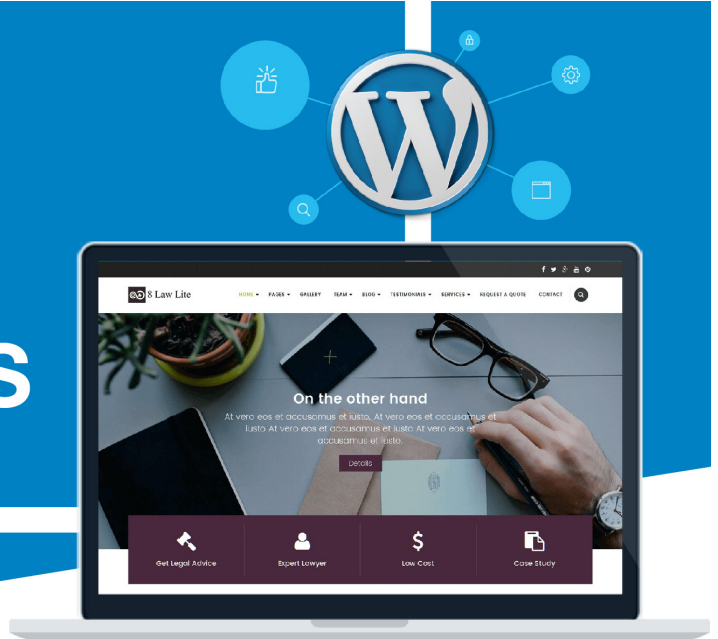 W
s
8 Law Lite
HOME PAGES GALLERY TEAM BLOG TESTIMONIALS SERVICES REQUEST A QUOTE CONTACT
On the other hand
At vero eos et accusamus et iusto, At vero eos et accusamus et
iusto At vero eos et accusamus et iusto At vero eos et
accusamus et iusto.
Details
Get Legal Advice
Expert Lawyer
Low Cost
Case Study